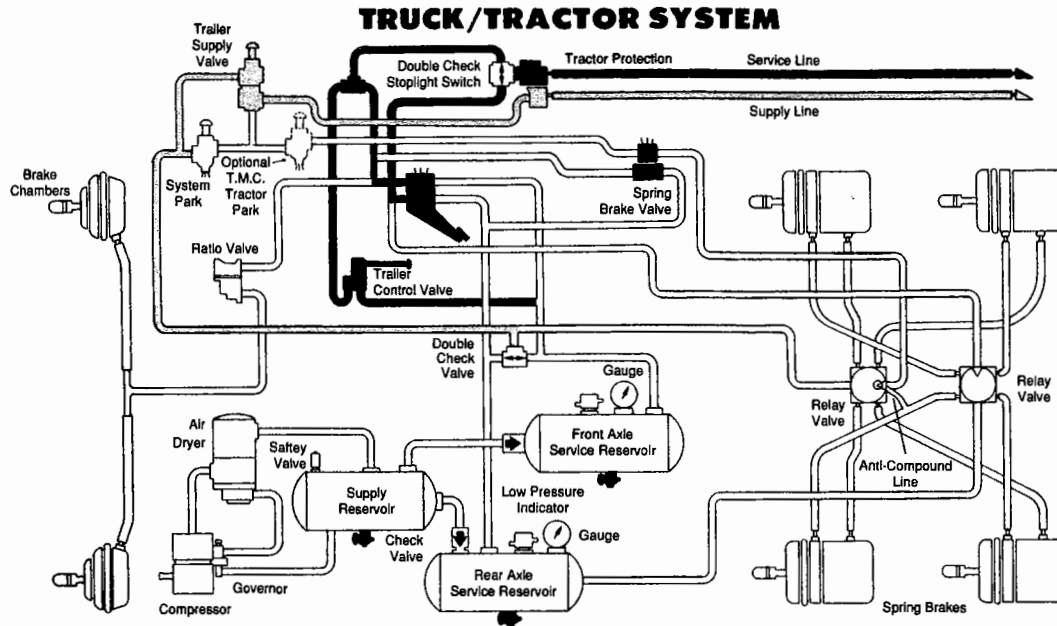 TRUCK/TRACTOR SYSTEM
Trailer
Supply
Valve
Double Check
Stoplight Switch
Tractor Protection
Service Line
Supply Line
Brake
Chambers
System
Park
Optional
T.M.C.
Tractor
Park
Spring
Brake Valve
Ratio Valve
Trailer
Control Valve
Double
Check
Valve
Gauge
Relay
Valve
Relay
Valve
Air
Dryer
Saftey
Valve
Front Axle
Service Reservoir
Anti-Compound
Line
Supply
Reservoir
Low Pressure
Indicator
Check
Valve
Gauge
Governor
Compressor
Rear Axle
Service Reservoir
Spring Brakes